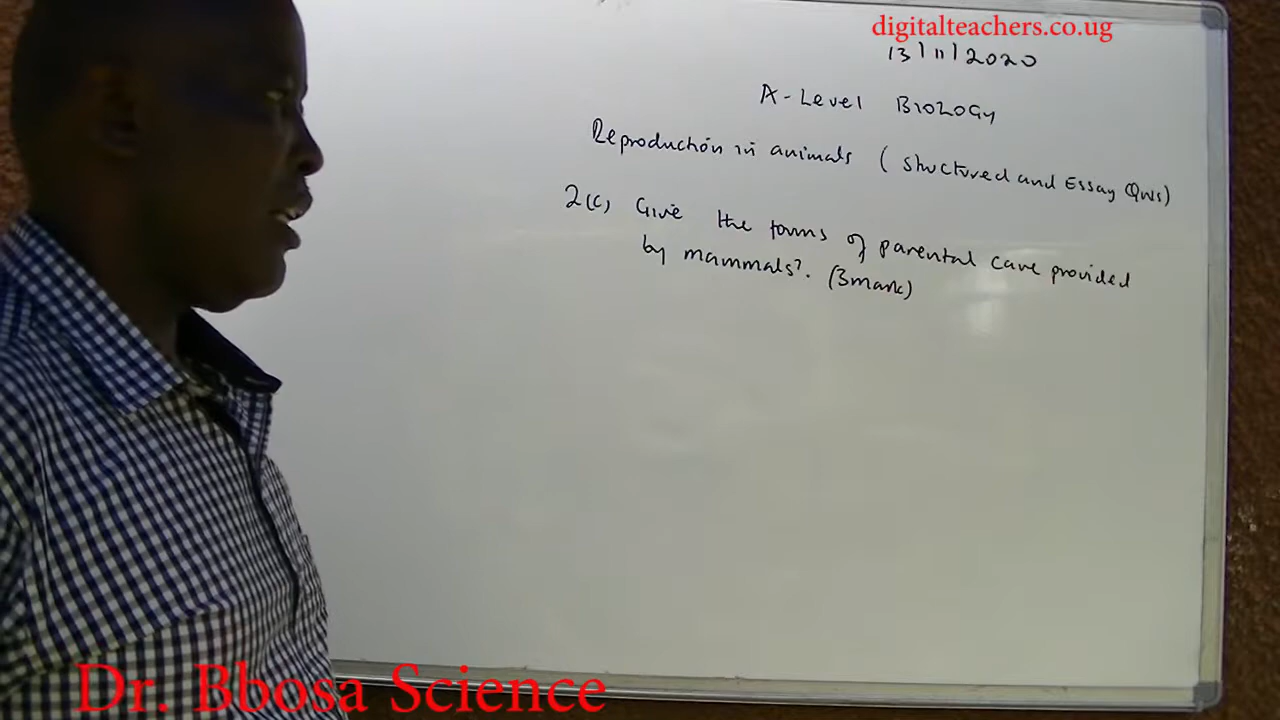 digitalteachers.co.ug
13/11/2020
A-Level BIOLOGY
Reproduction in animals (Structured and Essay Qns)
2(c) Give the forms of parental care provided
by mammals?. (3mark)
Dr. Bbosa Science